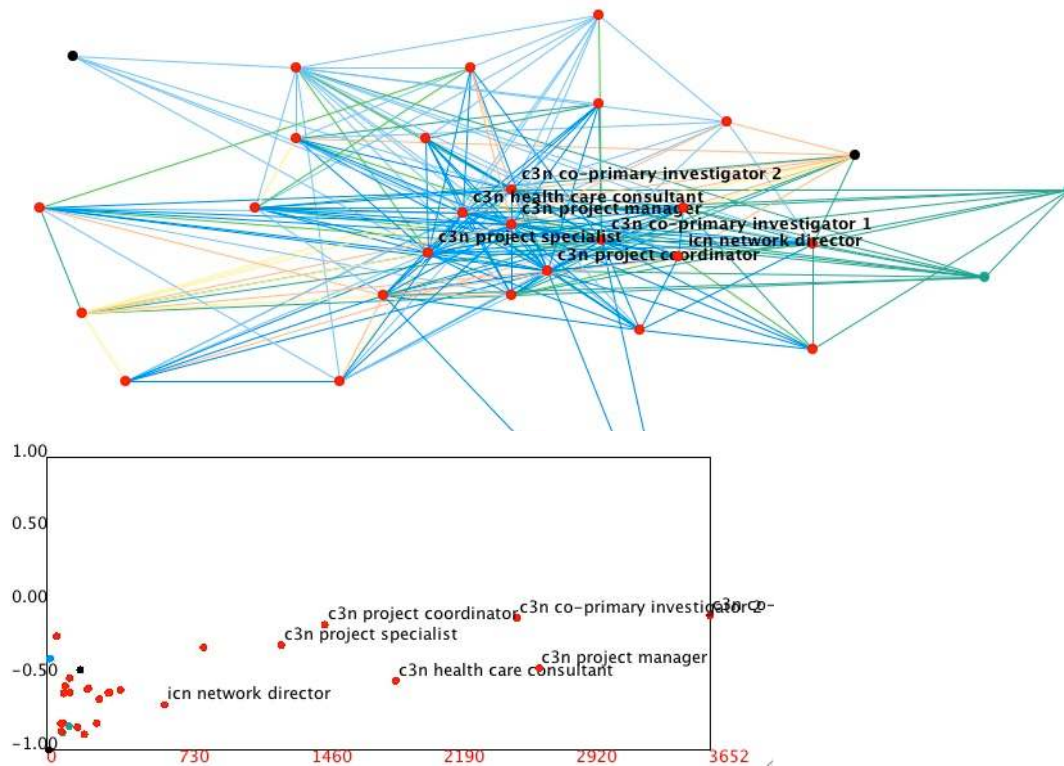 c3n co-primary investigator 2
c3n health care consultant
c3n project manager
c3n co-primary investigator 1
c3n project specialist
icn network director
c3n project coordinator
1.00
0.50
0.00
-0.50
-1.00
c3n project coordinator
c3n co-primary investigator 2
c3n co-
c3n project specialist
c3n project manager
c3n health care consultant
icn network director
0
730
1460
2190
2920
3652